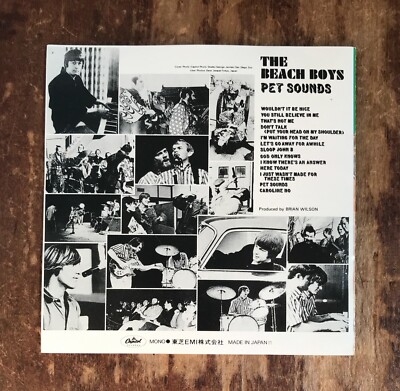 THE
BEACH BOYS
PET SOUNDS
WOULDN'T IT BE NICE
YOU STILL BELIEVE IN ME
THAT'S NOT ME
DON'T TALK
(PUT YOUR HEAD ON MY SHOULDER)
I'M WAITING FOR THE DAY
LET'S GO AWAY FOR AWHILE
SLOOP JOHN B
GOD ONLY KNOWS
I KNOW THERE'S AN ANSWER
HERE TODAY
I JUST WASN'T MADE FOR
THESE TIMES
PET SOUNDS
CAROLINE NO
Produced by BRIAN WILSON
Capitol
MONO 東芝EMI株式会社 MADE IN JAPAN